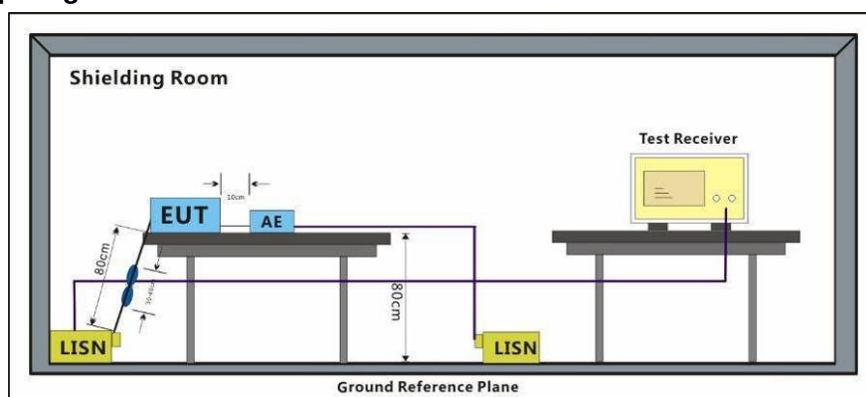 Shielding Room
Test Receiver
10cm
EUT
AE
80cm
80cm
LISN
LISN
Ground Reference Plane